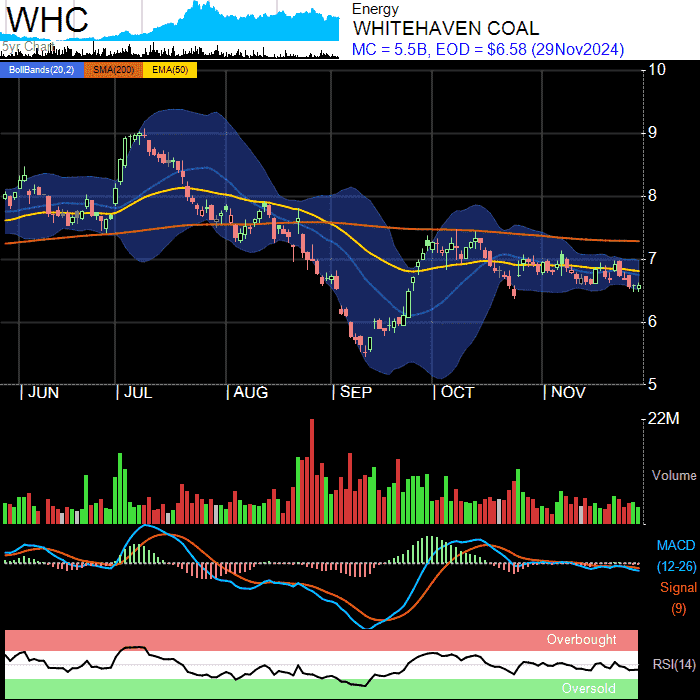 WHC
5yr Chart
Energy
WHITEHAVEN COAL
MC = 5.5B, EOD = $6.58 (29Nov2024)
BollBands(20,2) SMA(200) EMA(50)
10
9
8
7
6
5
JUN JUL AUG SEP OCT NOV
22M
Volume
MACD
(12-26)
Signal
(9)
Overbought
RSI(14)
Oversold